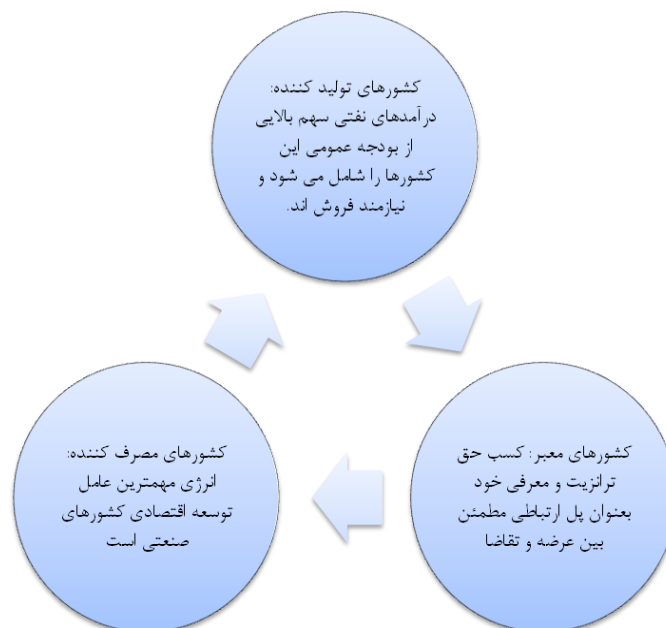 کشورهای تولید کننده:
درآمدهای نفتی سهم بالایی
از بودجه عمومی این
کشورها را شامل می شود و
نیازمند فروش اند.
کشورهای معبر: کسب حق
ترانزیت و معرفی خود
بعنوان پل ارتباطی مطمئن
بین عرضه و تقاضا
کشورهای مصرف کننده:
انرژی مهمترین عامل
توسعه اقتصادی کشورهای
صنعتی است